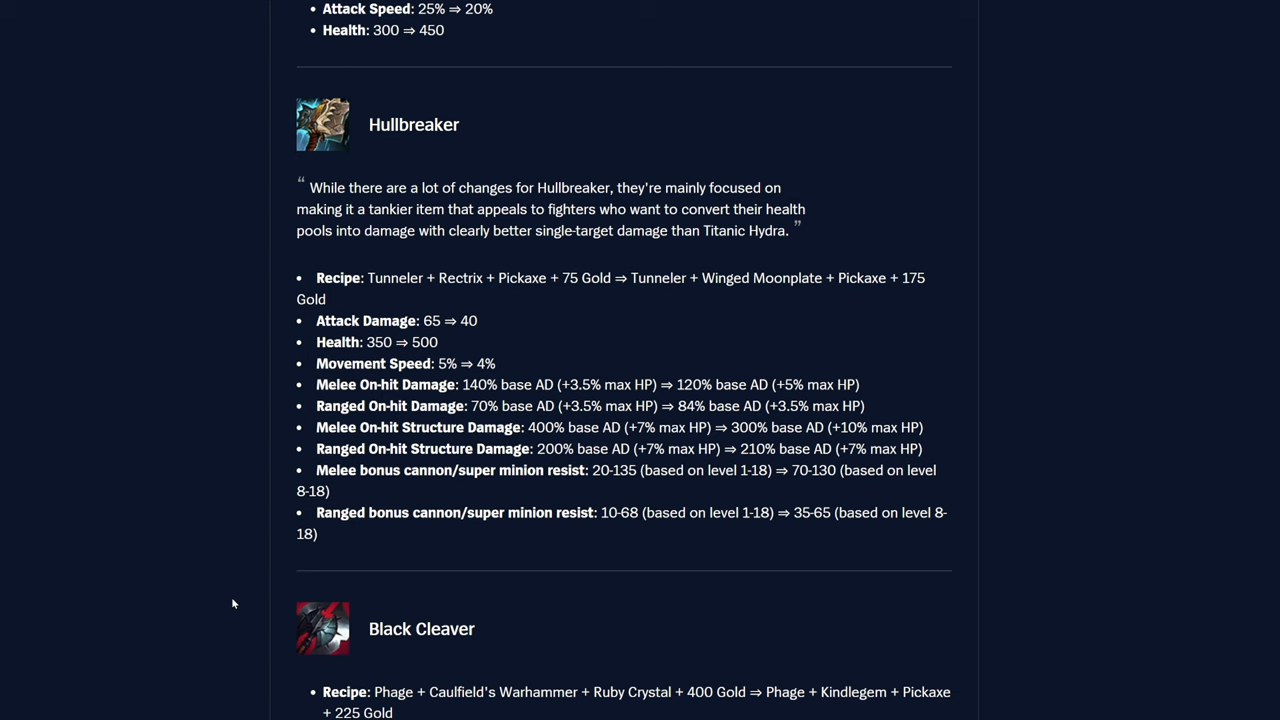 • Attack Speed: 25% ⇒ 20%
• Health: 300 ⇒ 450
Hullbreaker
“ While there are a lot of changes for Hullbreaker, they're mainly focused on
making it a tankier item that appeals to fighters who want to convert their health
pools into damage with clearly better single-target damage than Titanic Hydra. ”
• Recipe: Tunneler + Rectrix + Pickaxe + 75 Gold ⇒ Tunneler + Winged Moonplate + Pickaxe + 175
Gold
• Attack Damage: 65 ⇒ 40
• Health: 350 ⇒ 500
• Movement Speed: 5% ⇒ 4%
• Melee On-hit Damage: 140% base AD (+3.5% max HP) ⇒ 120% base AD (+5% max HP)
• Ranged On-hit Damage: 70% base AD (+3.5% max HP) ⇒ 84% base AD (+3.5% max HP)
• Melee On-hit Structure Damage: 400% base AD (+7% max HP) ⇒ 300% base AD (+10% max HP)
• Ranged On-hit Structure Damage: 200% base AD (+7% max HP) ⇒ 210% base AD (+7% max HP)
• Melee bonus cannon/super minion resist: 20-135 (based on level 1-18) ⇒ 70-130 (based on level
8-18)
• Ranged bonus cannon/super minion resist: 10-68 (based on level 1-18) ⇒ 35-65 (based on level 8-
18)
Black Cleaver
• Recipe: Phage + Caulfield's Warhammer + Ruby Crystal + 400 Gold ⇒ Phage + Kindlegem + Pickaxe
+ 225 Gold